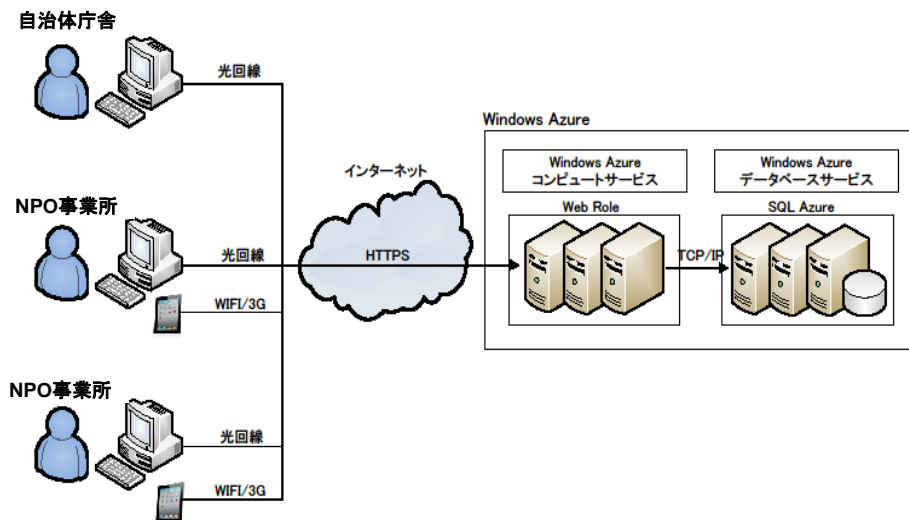 自治体庁舎
光回線
Windows Azure
インターネット
Windows Azure
コンピュートサービス
Windows Azure
データベースサービス
NPO事業所
Web Role
SQL Azure
光回線
HTTPS
TCP/IP
WIFI/3G
NPO事業所
光回線
WIFI/3G